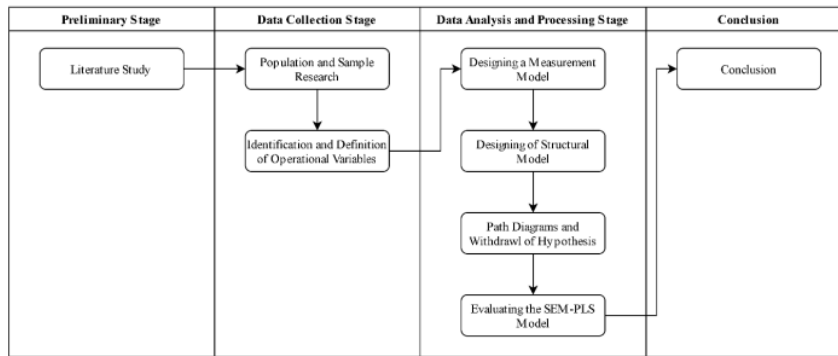 Preliminary Stage
Data Collection Stage
Data Analysis and Processing Stage
Conclusion
Literature Study
Population and Sample
Research
Identification and Definition
of Operational Variables
Designing a Measurement
Model
Designing of Structural
Model
Path Diagrams and
Withdrawl of Hypothesis
Evaluating the SEM-PLS
Model
Conclusion